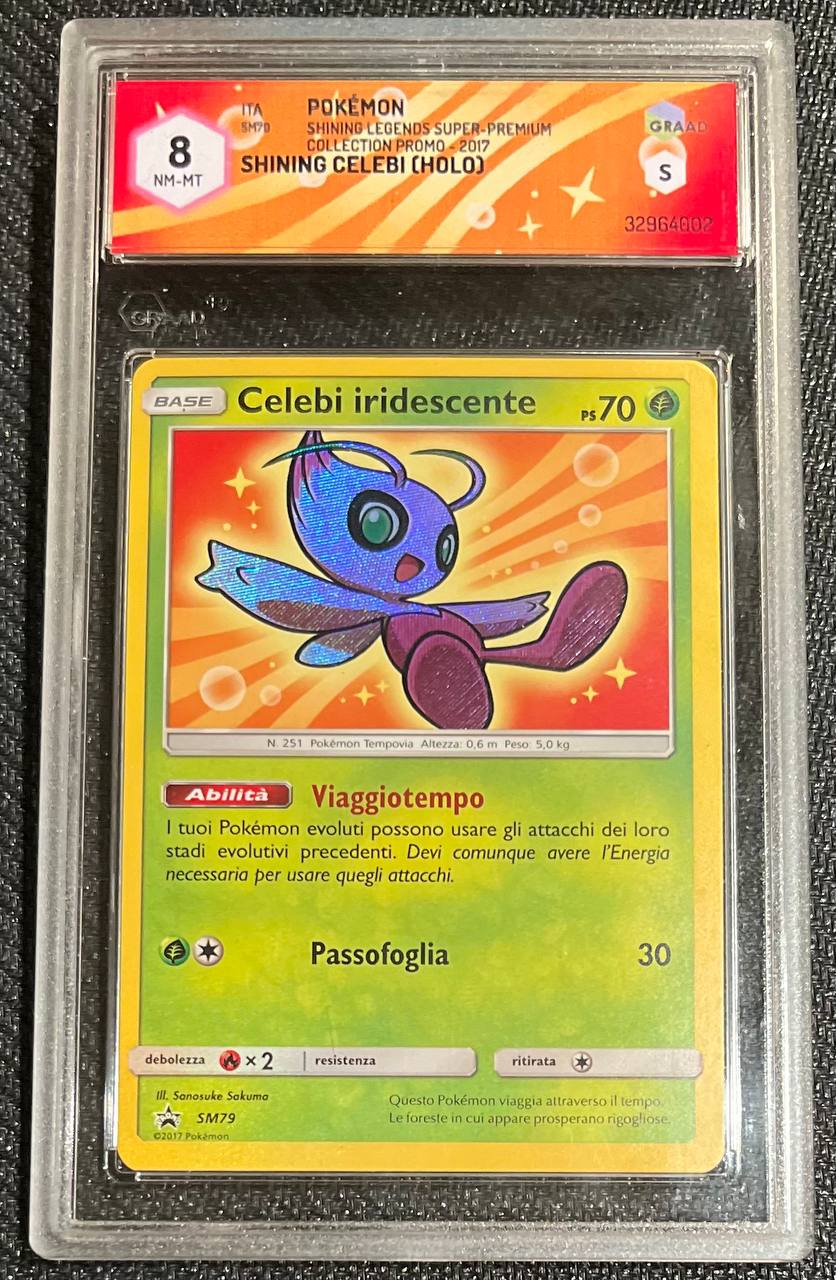 ITA
POKÉMON
SM79
SHINING LEGENDS SUPER-PREMIUM
COLLECTION PROMO - 2017
SHINING CELEBI (HOLO)
8
NM-MT
GRAAD
S
32964002
GRAAD
BASE
Celebi iridescente
PS 70
N. 251 Pokémon Tempovia Altezza: 0,6 m Peso: 5,0 kg
Abilità Viaggiotempo
I tuoi Pokémon evoluti possono usare gli attacchi dei loro
stadi evolutivi precedenti. Devi comunque avere l'Energia
necessaria per usare quegli attacchi.
Passofoglia 30
debolezza ×2 resistenza ritirata
Ill. Sanosuke Sakuma
SM79
©2017 Pokémon
Questo Pokémon viaggia attraverso il tempo.
Le foreste in cui appare prosperano rigogliose.